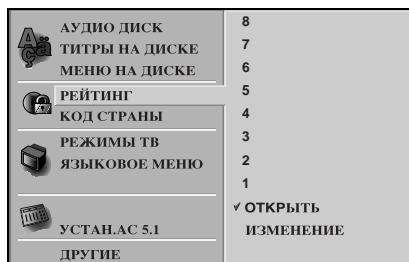 АУДИО ДИСК
ТИТРЫ НА ДИСКЕ
МЕНЮ НА ДИСКЕ
РЕЙТИНГ
КОД СТРАНЫ
РЕЖИМЫ ТВ
ЯЗЫКОВОЕ МЕНЮ
УСТАН.АС 5.1
ДРУГИЕ
8
7
6
5
4
3
2
1
ОТКРЫТЬ
ИЗМЕНЕНИЕ